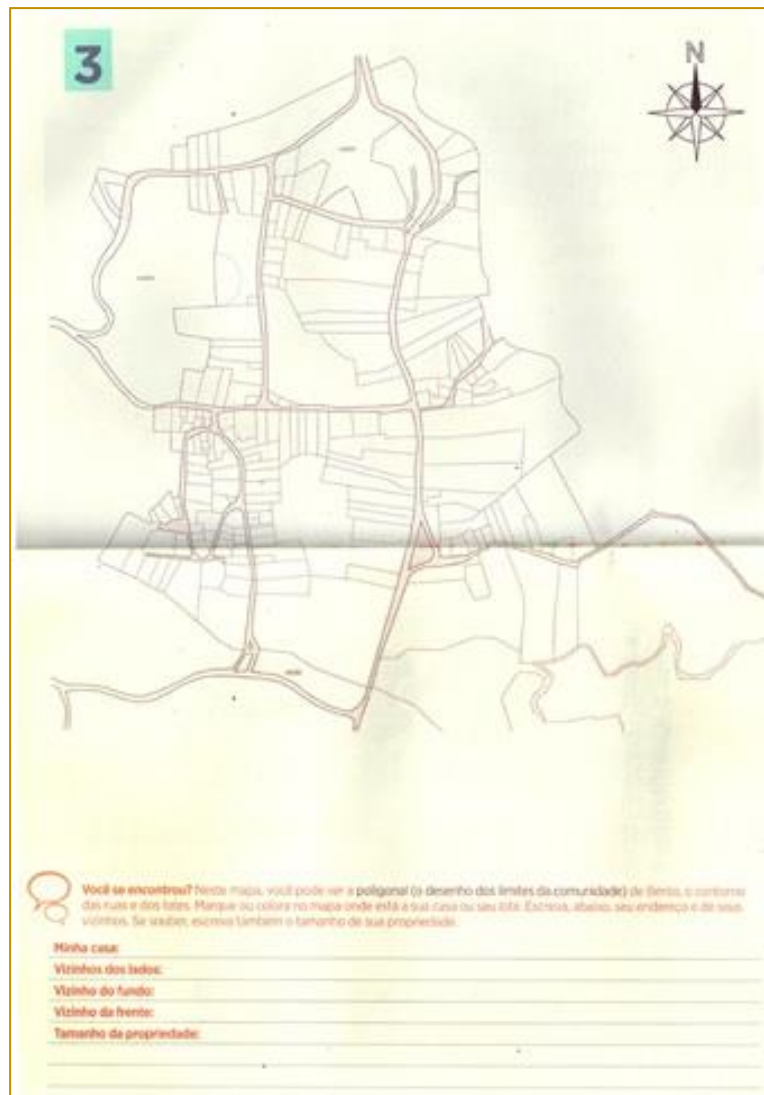 3
N
Você se encontrou? Neste mapa, você pode ver a poligonal (o desenho dos limites da comunidade) de Bento, o contorno
das ruas e dos lotes. Marque ou colora no mapa onde está a sua casa ou seu lote. Escreva, abaixo, seu endereço e de seus
vizinhos. Se souber, escreva também o tamanho de sua propriedade.
Minha casa:
Vizinhos dos lados:
Vizinho do fundo:
Vizinho da frente:
Tamanho da propriedade: